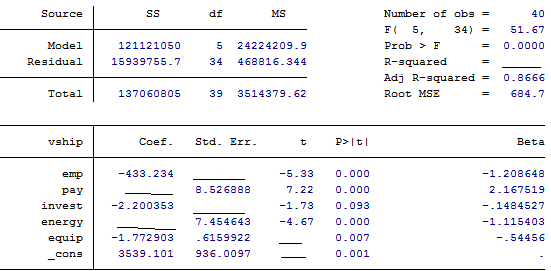 Source SS df MS Number of obs = 40
F( 5, 34) = 51.67
Model 121121050 5 24224209.9 Prob > F = 0.0000
Residual 15939755.7 34 468816.344 R-squared = ______
Adj R-squared = 0.8666
Total 137060805 39 3514379.62 Root MSE = 684.7
vship Coef. Std. Err. t P>|t| Beta
emp -433.234 _______ -5.33 0.000 -1.208648
pay _______ 8.526888 7.22 0.000 2.167519
invest -2.200353 _______ -1.73 0.093 -.1484527
energy _______ 7.454643 -4.67 0.000 -1.115403
equip -1.772903 .6159922 ___ 0.007 -.54456
_cons 3539.101 936.0097 ___ 0.001 .